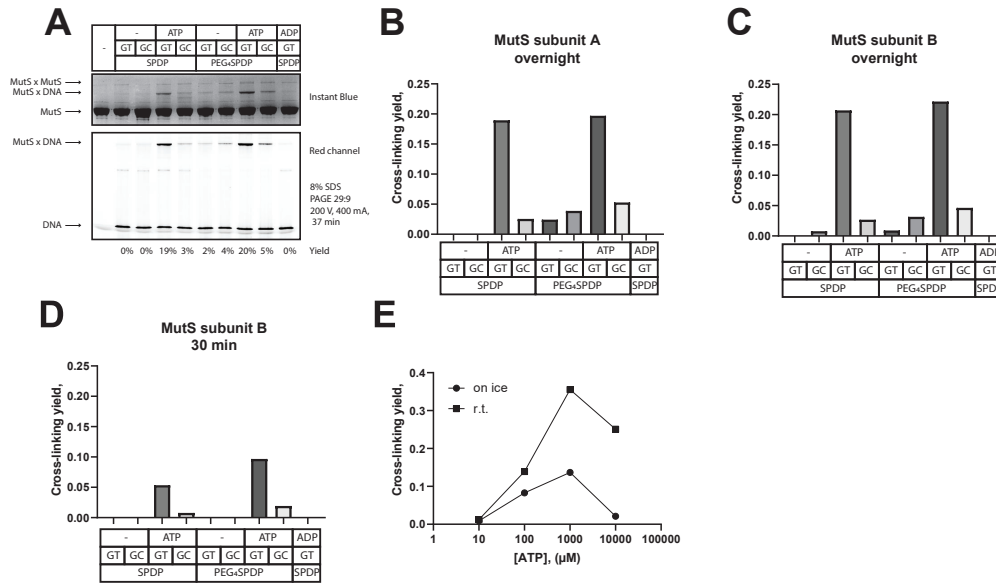 A
- - ATP - ATP ADP
GT GC GT GC GT GC GT GC GT
SPDP PEG₄SPDP SPDP
MutS x MutS
MutS x DNA
MutS
Instant Blue
MutS x DNA
Red channel
8% SDS
PAGE 29:9
200 V, 400 mA,
37 min
DNA
0% 0% 19% 3% 2% 4% 20% 5% 0% Yield
B
MutS subunit A
overnight
Cross-linking yield,
0.25
0.20
0.15
0.10
0.05
0.00
- ATP - ATP ADP
GT GC GT GC GT GC GT GC GT
SPDP PEG₄SPDP SPDP
C
MutS subunit B
overnight
Cross-linking yield,
0.25
0.20
0.15
0.10
0.05
0.00
- ATP - ATP ADP
GT GC GT GC GT GC GT GC GT
SPDP PEG₄SPDP SPDP
D
MutS subunit B
30 min
Cross-linking yield,
0.25
0.20
0.15
0.10
0.05
0.00
- ATP - ATP ADP
GT GC GT GC GT GC GT GC GT
SPDP PEG₄SPDP SPDP
E
Cross-linking yield,
0.4
0.3
0.2
0.1
0.0
on ice
r.t.
1 10 100 1000 10000 100000
[ATP], (μM)